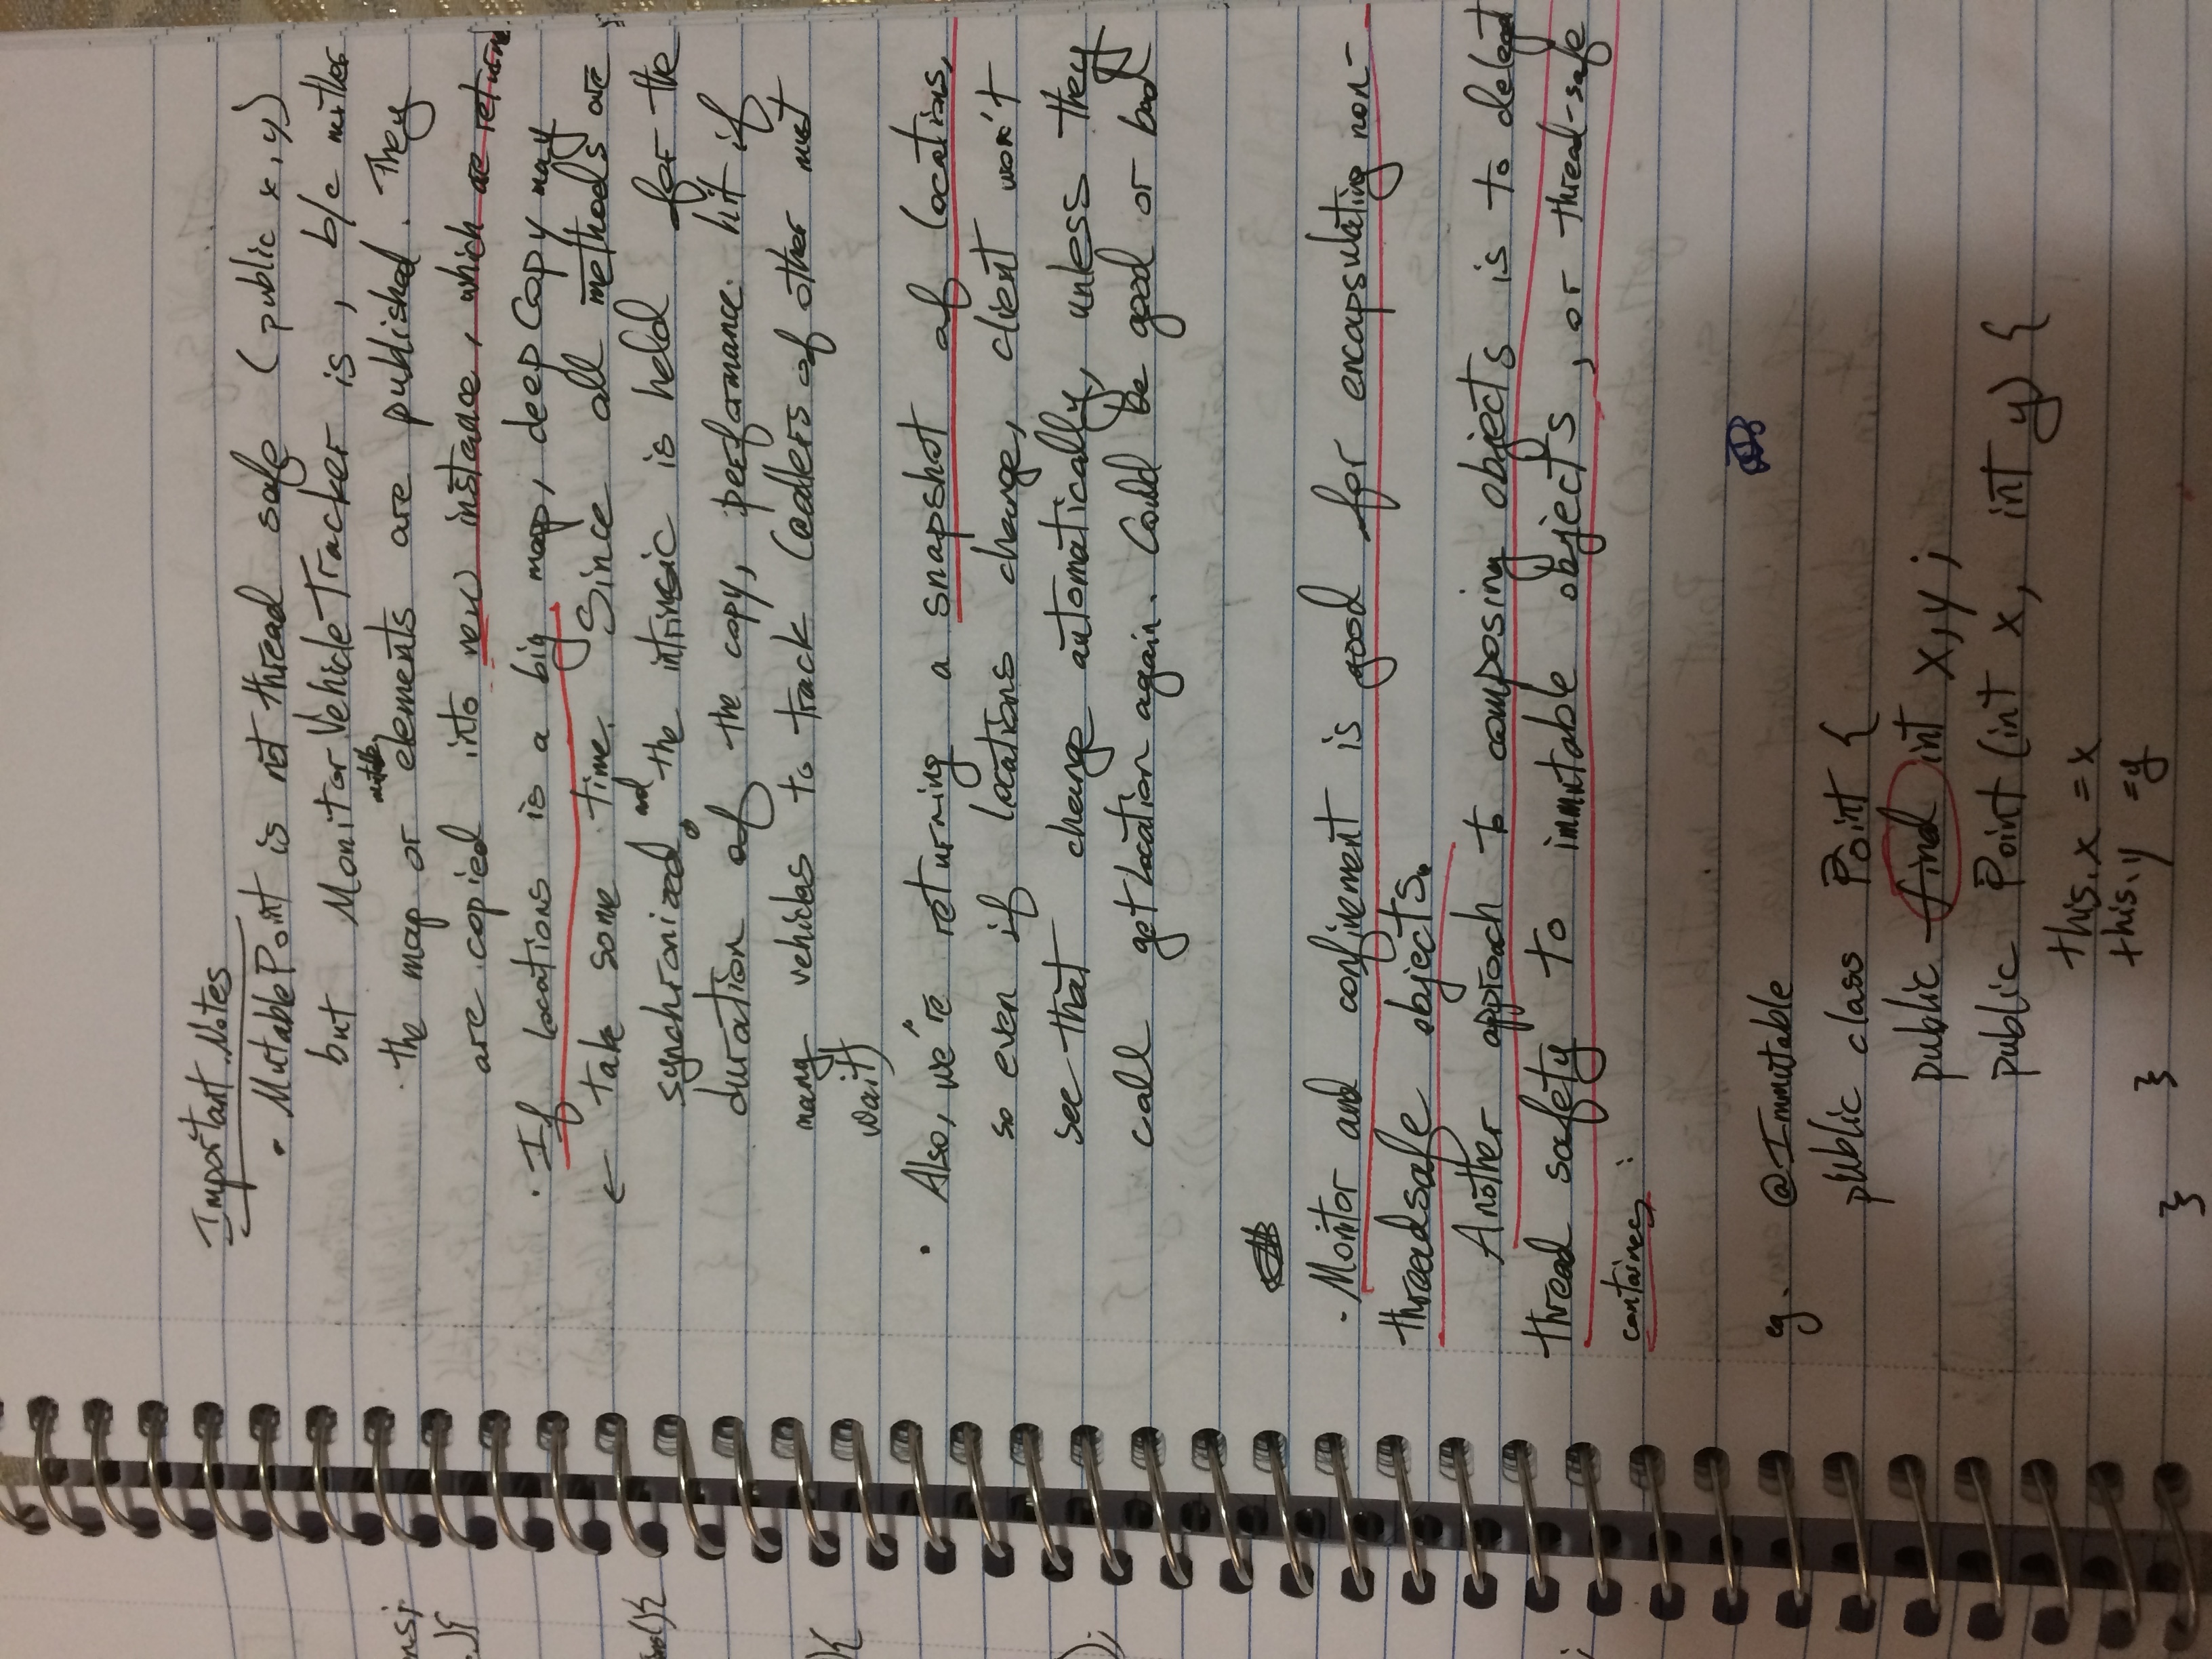 nsj
.){
ns(){
){
);
;
Important Notes
• MutablePoint is not thread safe (public x, y)
but MonitorVehicleTracker is, b/c neither
the map or mutable elements are published. They
are copied into new instance, which are returned.
• If locations is a big map, deepCopy may
← take some time. Since all methods are
synchronized, and the intrinsic is held for the
duration of the copy, performance hit if
many vehicles to track (callers of other must
wait)
• Also, we're returning a snapshot of locations,
so even if locations change, client won't
see that change automatically, unless they
call getLocation again. Could be good or bad
- Monitor and confinement is good for encapsulating non-
threadsafe objects.
Another approach to composing objects is to delegat
thread safety to immutable objects, or thread-safe
containers :
eg. @Immutable
public class Point {
public final int x, y ;
public Point (int x, int y) {
this.x = x
this.y = y
}
}